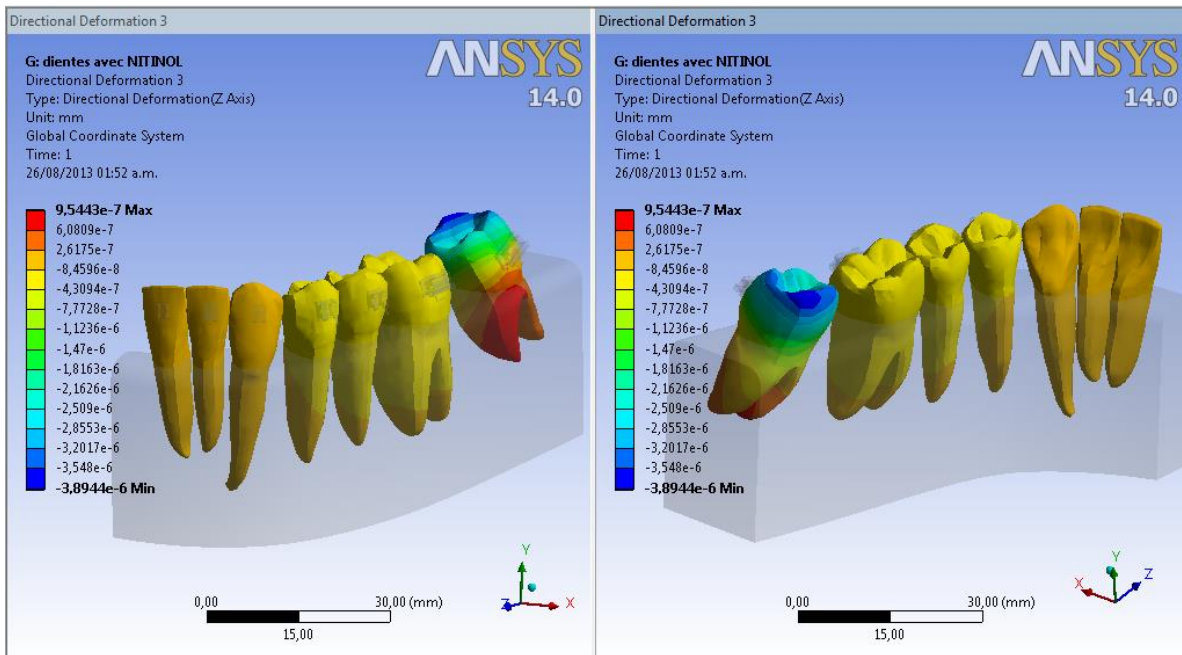 Directional Deformation 3
G: dientes avec NITINOL
Directional Deformation 3
Type: Directional Deformation(Z Axis)
Unit: mm
Global Coordinate System
Time: 1
26/08/2013 01:52 a.m.
ANSYS
14.0
9,5443e-7 Max
6,0809e-7
2,6175e-7
-8,4596e-8
-4,3094e-7
-7,7728e-7
-1,1236e-6
-1,47e-6
-1,8163e-6
-2,1626e-6
-2,509e-6
-2,8553e-6
-3,2017e-6
-3,548e-6
-3,8944e-6 Min
0,00
30,00 (mm)
15,00
Y
Z
X
Directional Deformation 3
G: dientes avec NITINOL
Directional Deformation 3
Type: Directional Deformation(Z Axis)
Unit: mm
Global Coordinate System
Time: 1
26/08/2013 01:52 a.m.
ANSYS
14.0
9,5443e-7 Max
6,0809e-7
2,6175e-7
-8,4596e-8
-4,3094e-7
-7,7728e-7
-1,1236e-6
-1,47e-6
-1,8163e-6
-2,1626e-6
-2,509e-6
-2,8553e-6
-3,2017e-6
-3,548e-6
-3,8944e-6 Min
0,00
30,00 (mm)
15,00
Y
X
Z